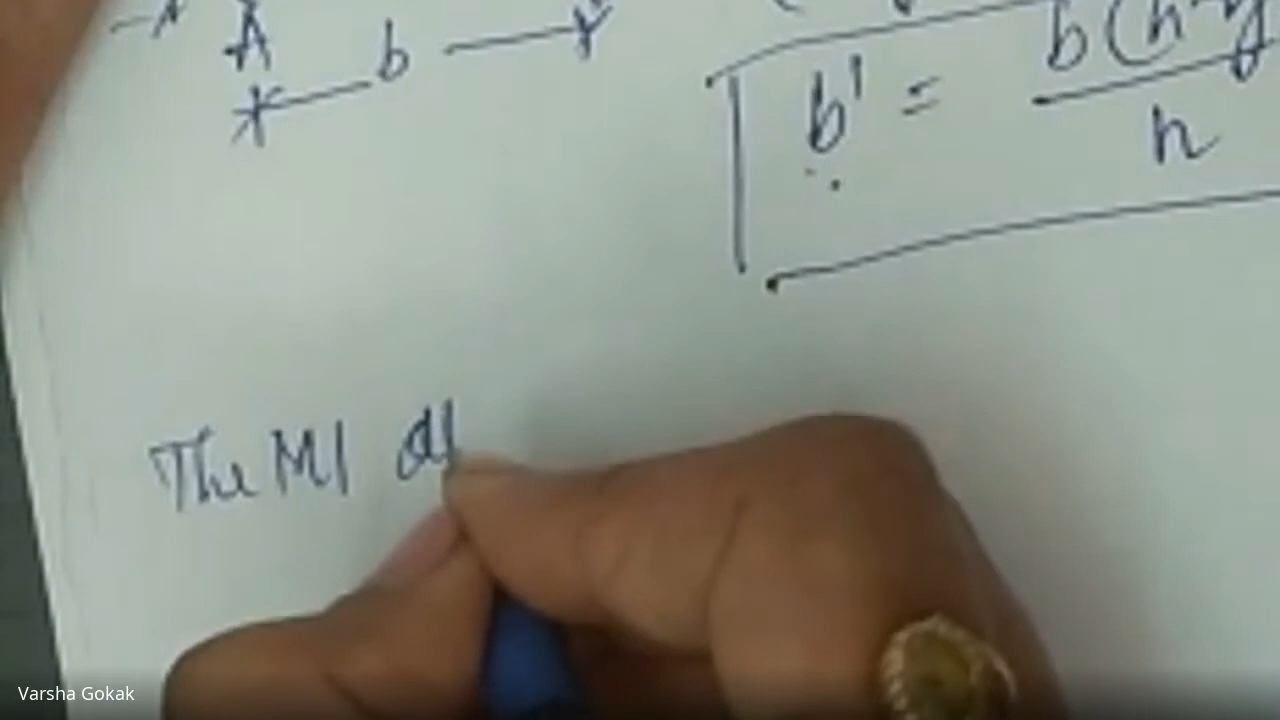 A
b
b' = b(h-y
h
The MI of
Varsha Gokak